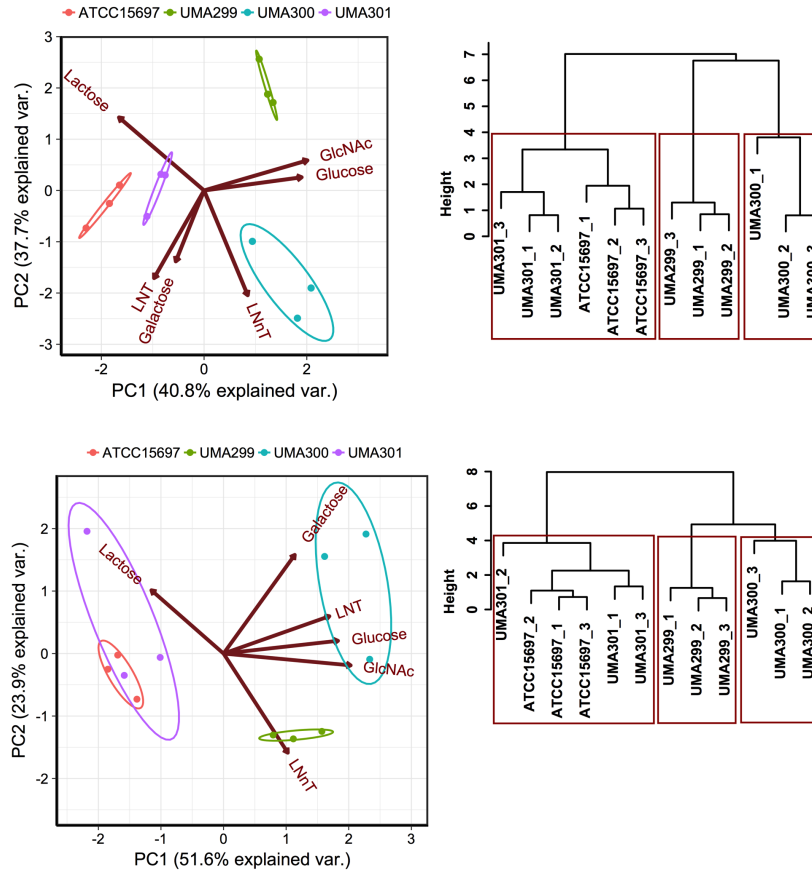 ATCC15697 UMA299 UMA300 UMA301
3
2
1
0
-1
-2
-3
-2 0 2
PC2 (37.7% explained var.)
PC1 (40.8% explained var.)
Lactose
GlcNAc
Glucose
LNT
Galactose
LNnT
Height
7
6
5
4
3
2
1
0
UMA301_3
UMA301_1
UMA301_2
ATCC15697_1
ATCC15697_2
ATCC15697_3
UMA299_3
UMA299_1
UMA299_2
UMA300_1
UMA300_2
ATCC15697 UMA299 UMA300 UMA301
2
1
0
-1
-2
-2 -1 0 1 2 3
PC2 (23.9% explained var.)
PC1 (51.6% explained var.)
Lactose
Galactose
LNT
Glucose
GlcNAc
LNnT
Height
8
6
4
2
0
UMA301_2
ATCC15697_2
ATCC15697_1
ATCC15697_3
UMA301_1
UMA301_3
UMA299_1
UMA299_2
UMA299_3
UMA300_3
UMA300_1
UMA300_2